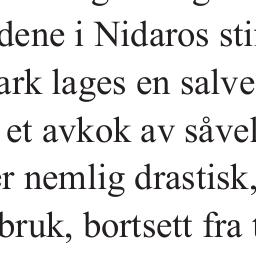 dene i Nidaros sti
ark lages en salve
et avkok av såvel
er nemlig drastisk,
bruk, bortsett fra t